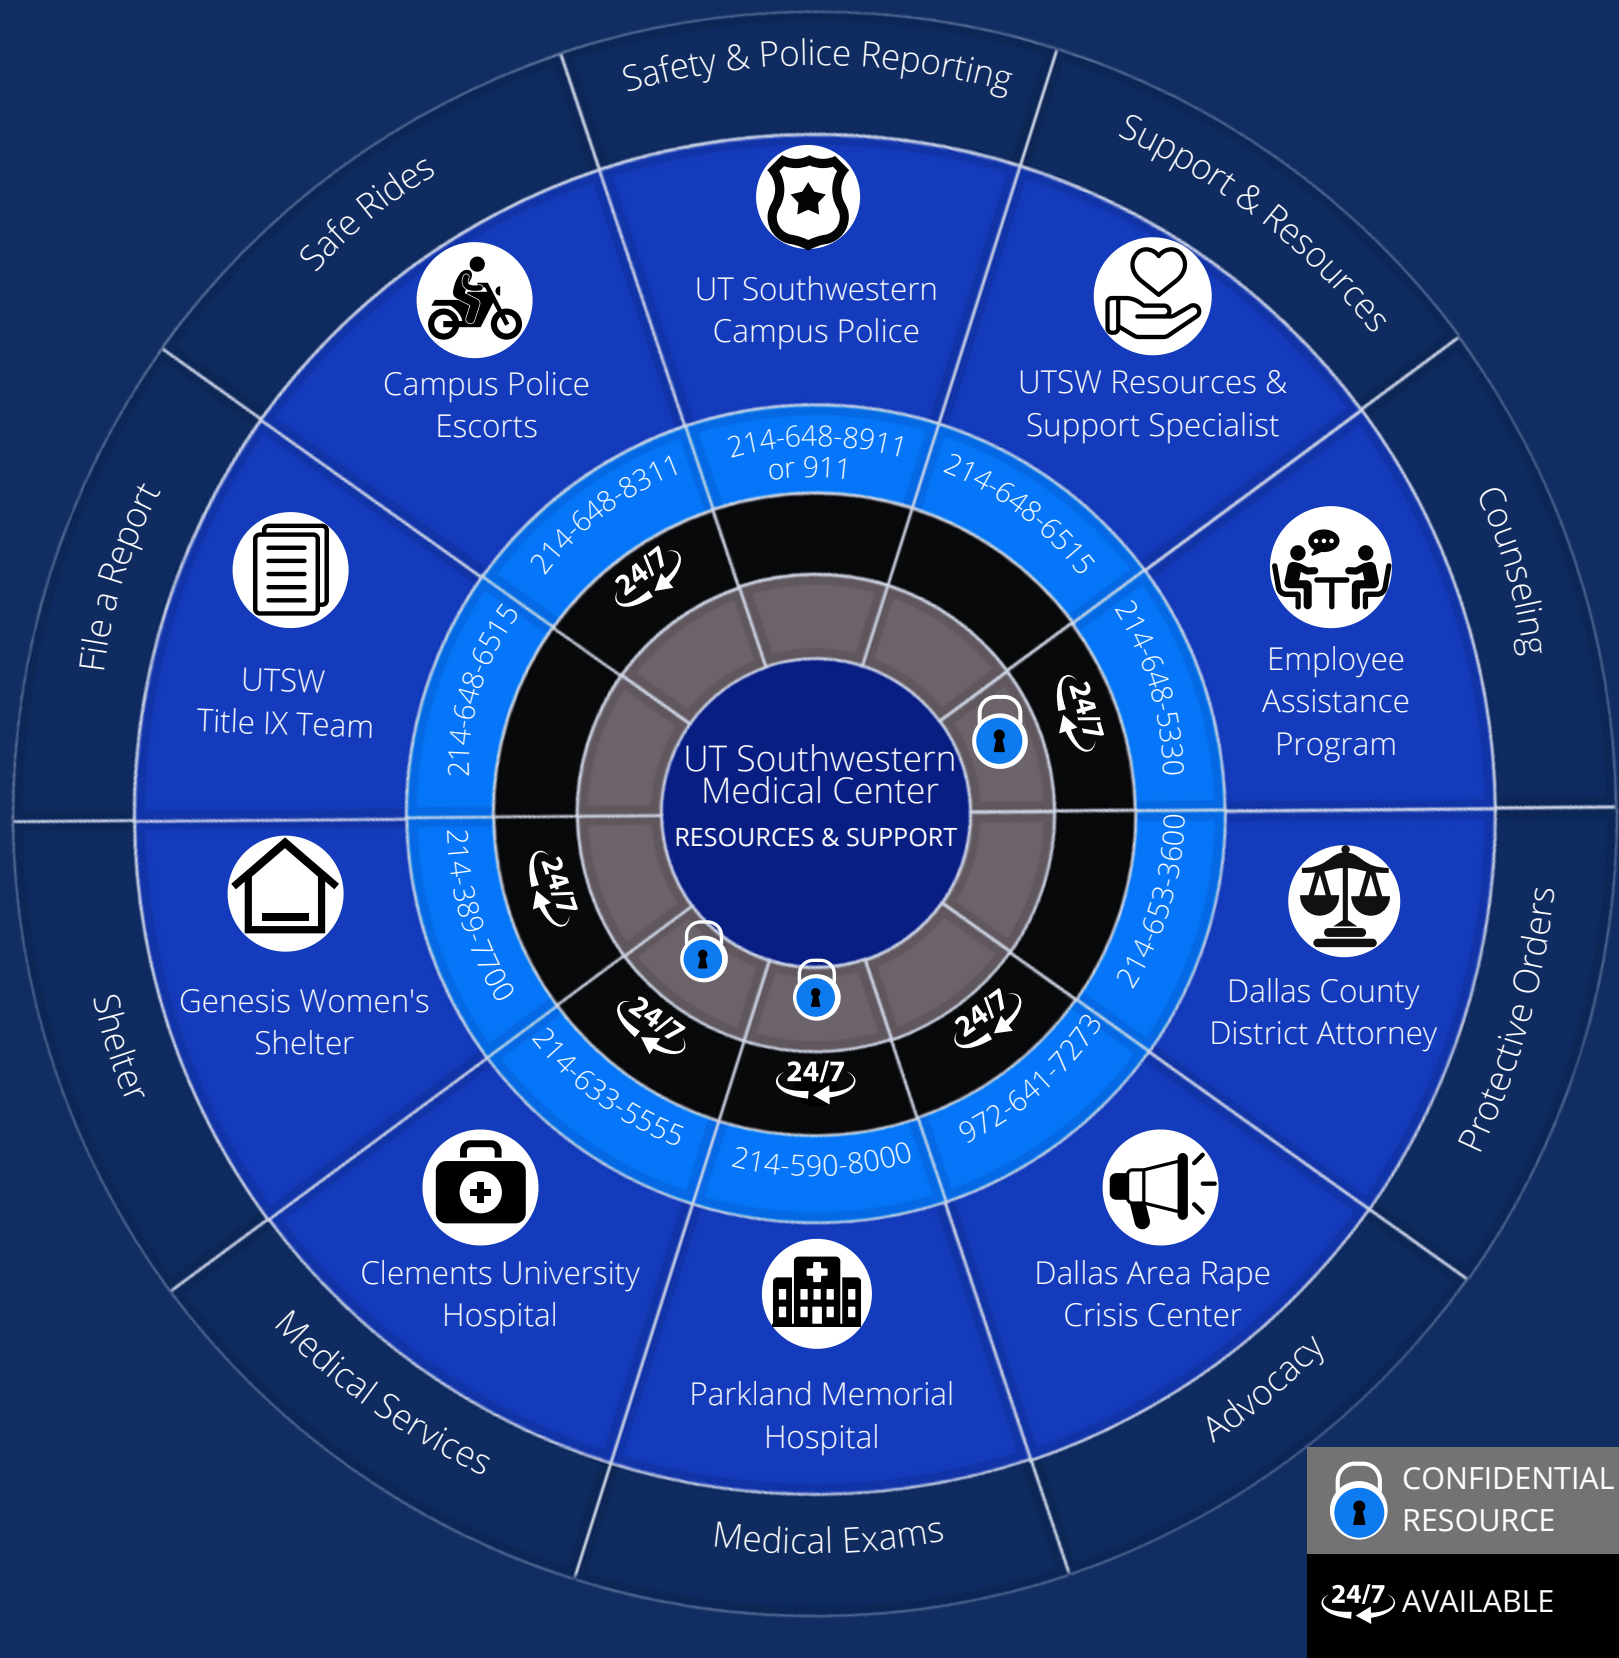 Safety & Police Reporting
UT Southwestern
Campus Police
214-648-8911
or 911
Support & Resources
UTSW Resources &
Support Specialist
214-648-6515
Counseling
Employee
Assistance
Program
214-648-5330
24/7
Protective Orders
Dallas County
District Attorney
214-653-3600
Advocacy
Dallas Area Rape
Crisis Center
972-641-7273
24/7
Medical Exams
Parkland Memorial
Hospital
214-590-8000
24/7
Medical Services
Clements University
Hospital
214-633-5555
24/7
Shelter
Genesis Women's
Shelter
214-389-7700
24/7
File a Report
UTSW
Title IX Team
214-648-6515
Safe Rides
Campus Police
Escorts
214-648-8311
24/7
UT Southwestern
Medical Center
RESOURCES & SUPPORT
CONFIDENTIAL
RESOURCE
24/7 AVAILABLE